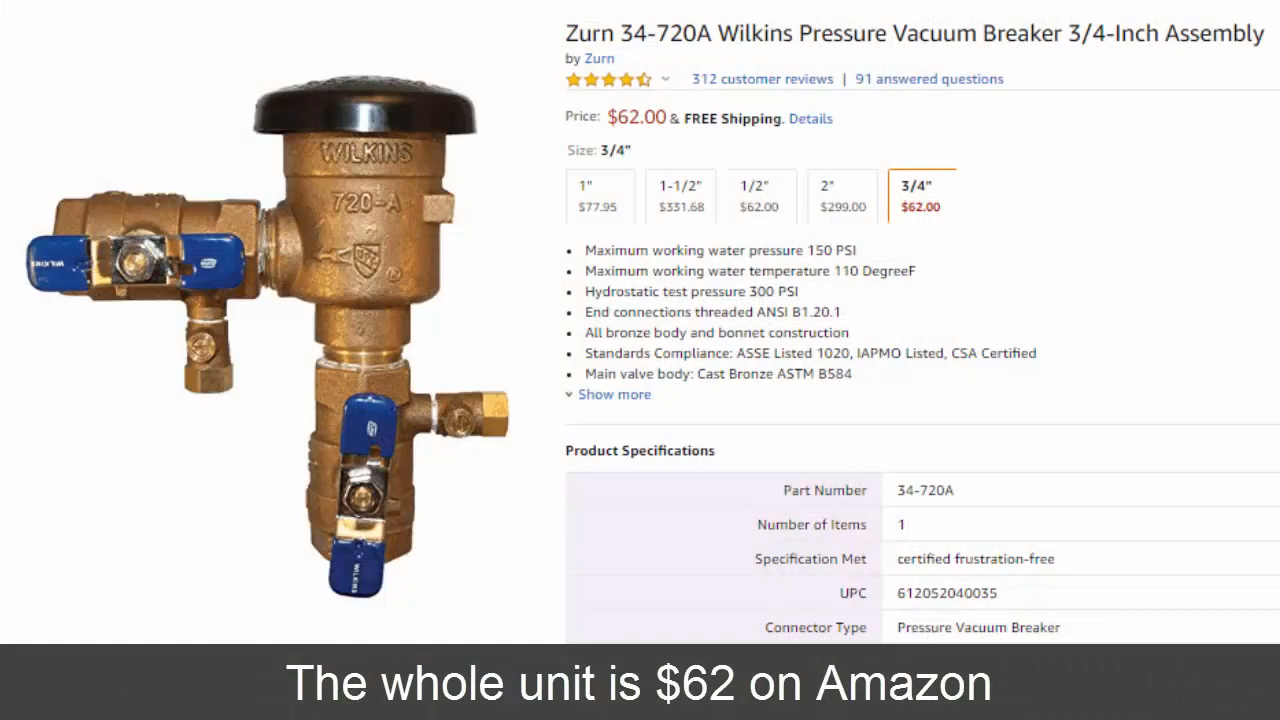 Zurn 34-720A Wilkins Pressure Vacuum Breaker 3/4-Inch Assembly
by Zurn
312 customer reviews | 91 answered questions
Price: $62.00 & FREE Shipping. Details
Size: 3/4"
1" 1-1/2" 1/2" 2" 3/4"
$77.95 $331.68 $62.00 $299.00 $62.00
• Maximum working water pressure 150 PSI
• Maximum working water temperature 110 DegreeF
• Hydrostatic test pressure 300 PSI
• End connections threaded ANSI B1.20.1
• All bronze body and bonnet construction
• Standards Compliance: ASSE Listed 1020, IAPMO Listed, CSA Certified
• Main valve body: Cast Bronze ASTM B584
Show more
Product Specifications
Part Number 34-720A
Number of Items 1
Specification Met certified frustration-free
UPC 612052040035
Connector Type Pressure Vacuum Breaker
WILKINS
720-A
WILKINS
WILKINS
The whole unit is $62 on Amazon